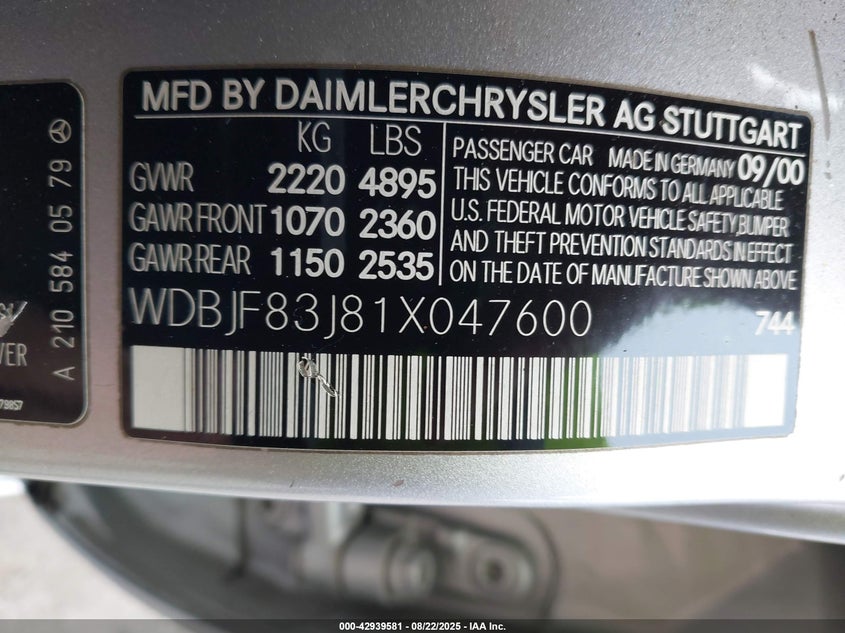 MFD BY DAIMLERCHRYSLER AG STUTTGART
KG LBS
GVWR 2220 4895
GAWR FRONT 1070 2360
GAWR REAR 1150 2535
PASSENGER CAR MADE IN GERMANY 09/00
THIS VEHICLE CONFORMS TO ALL APPLICABLE
U.S. FEDERAL MOTOR VEHICLE SAFETY,BUMPER
AND THEFT PREVENTION STANDARDS IN EFFECT
ON THE DATE OF MANUFACTURE SHOWN ABOVE
WDBJF83J81X047600
744
A 210 584 05 79
000-42939581 - 08/22/2025 - IAA Inc.